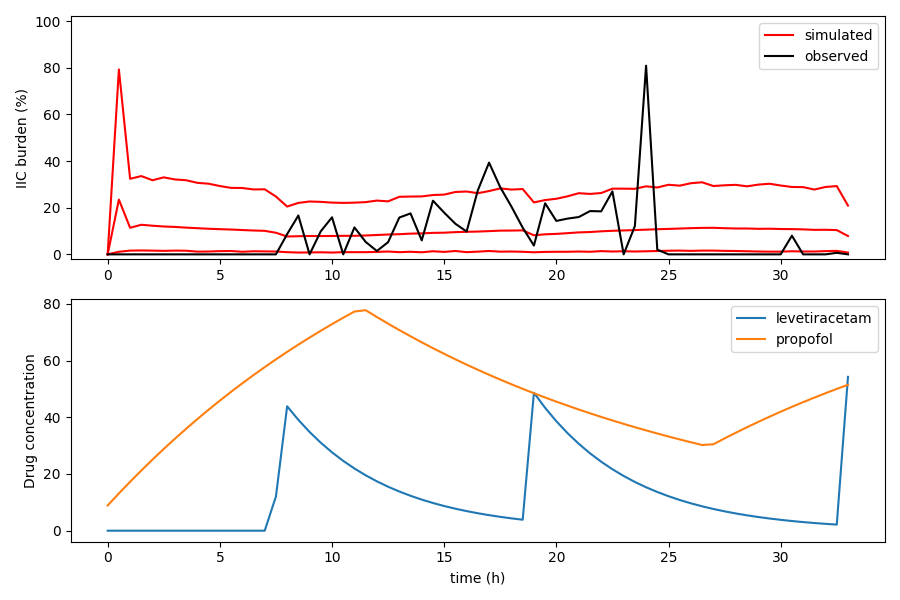 100
80
60
40
20
0
IIC burden (%)
simulated
observed
0 5 10 15 20 25 30
80
60
40
20
0
Drug concentration
levetiracetam
propofol
0 5 10 15 20 25 30
time (h)